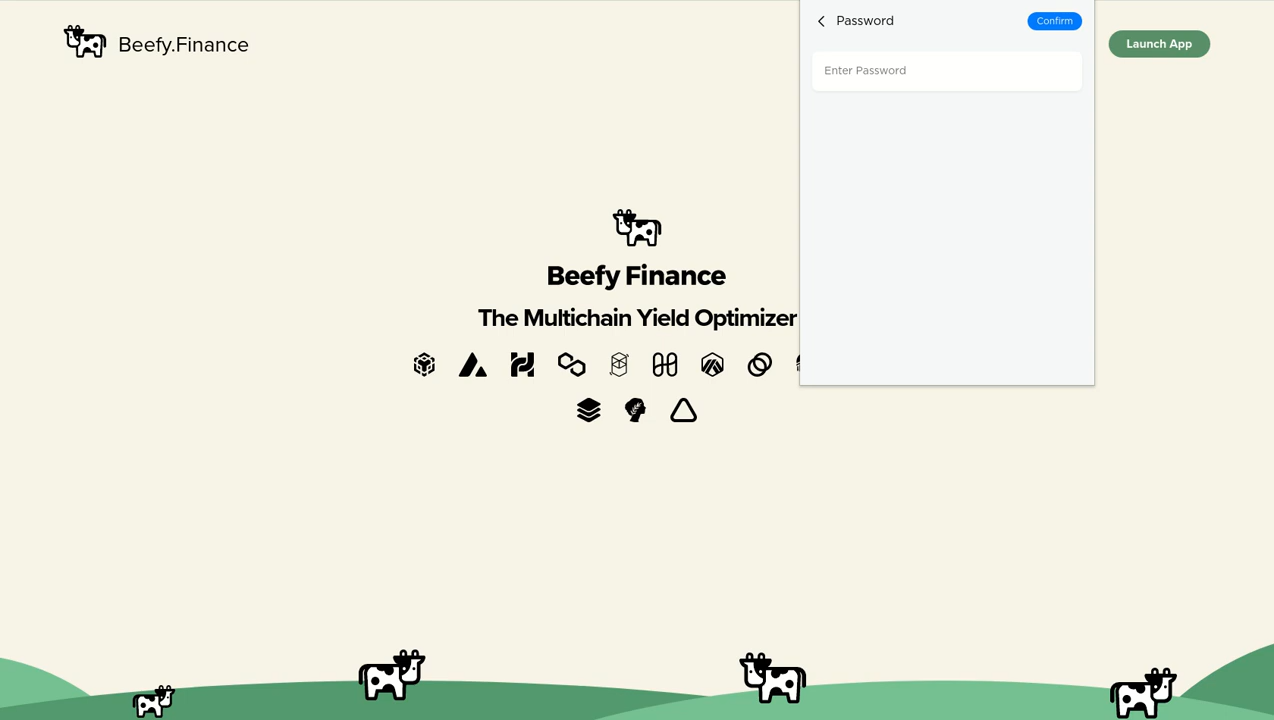 Beefy.Finance
Password
Confirm
Launch App
Enter Password
Beefy Finance
The Multichain Yield Optimizer